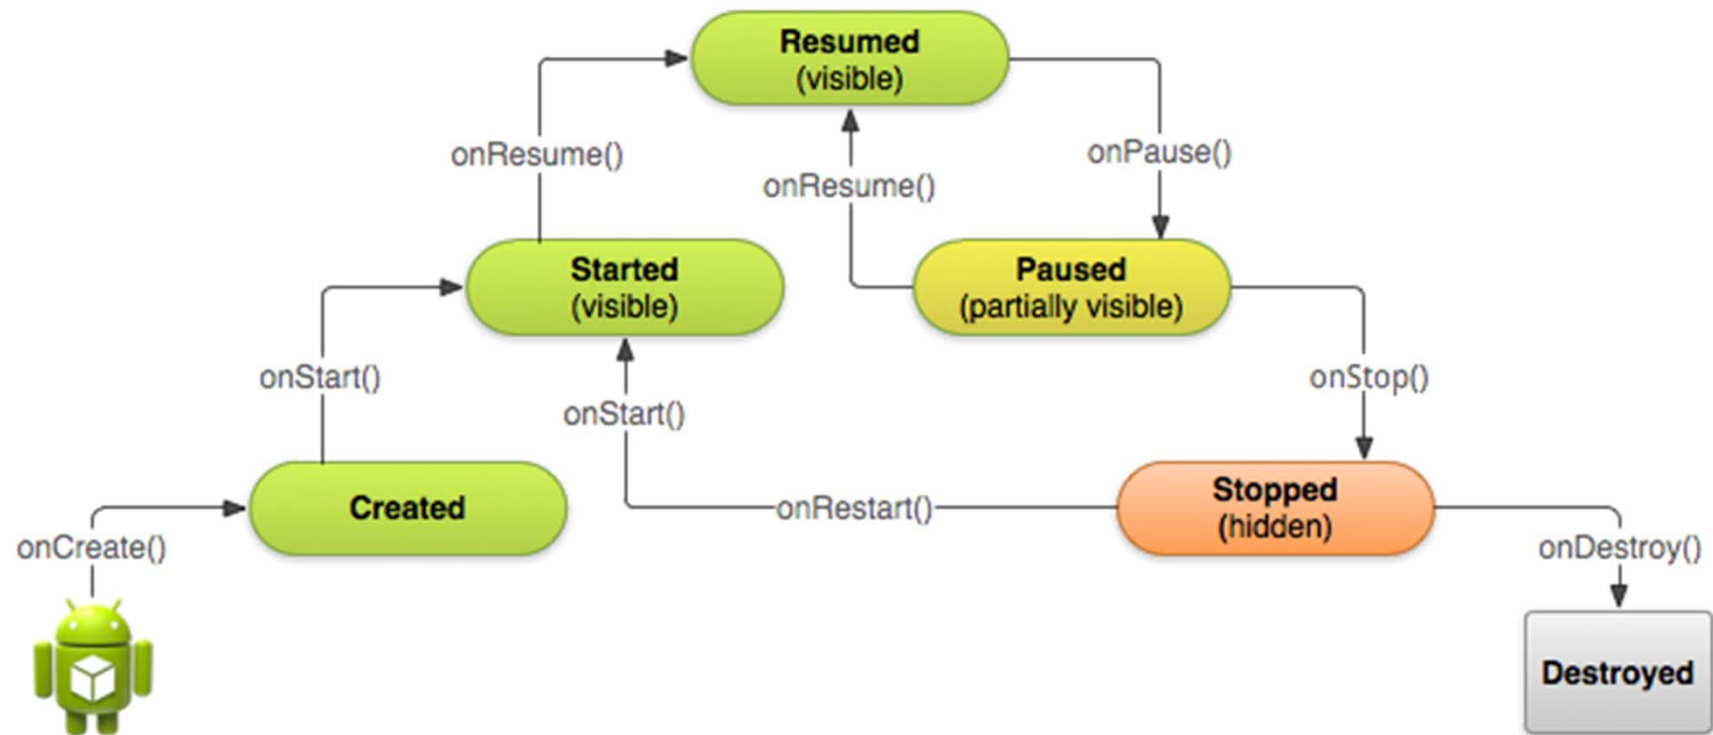 Resumed
(visible)
onResume()
onPause()
onResume()
Started
(visible)
Paused
(partially visible)
onStart()
onStop()
onStart()
Created
onRestart()
Stopped
(hidden)
onCreate()
onDestroy()
Destroyed